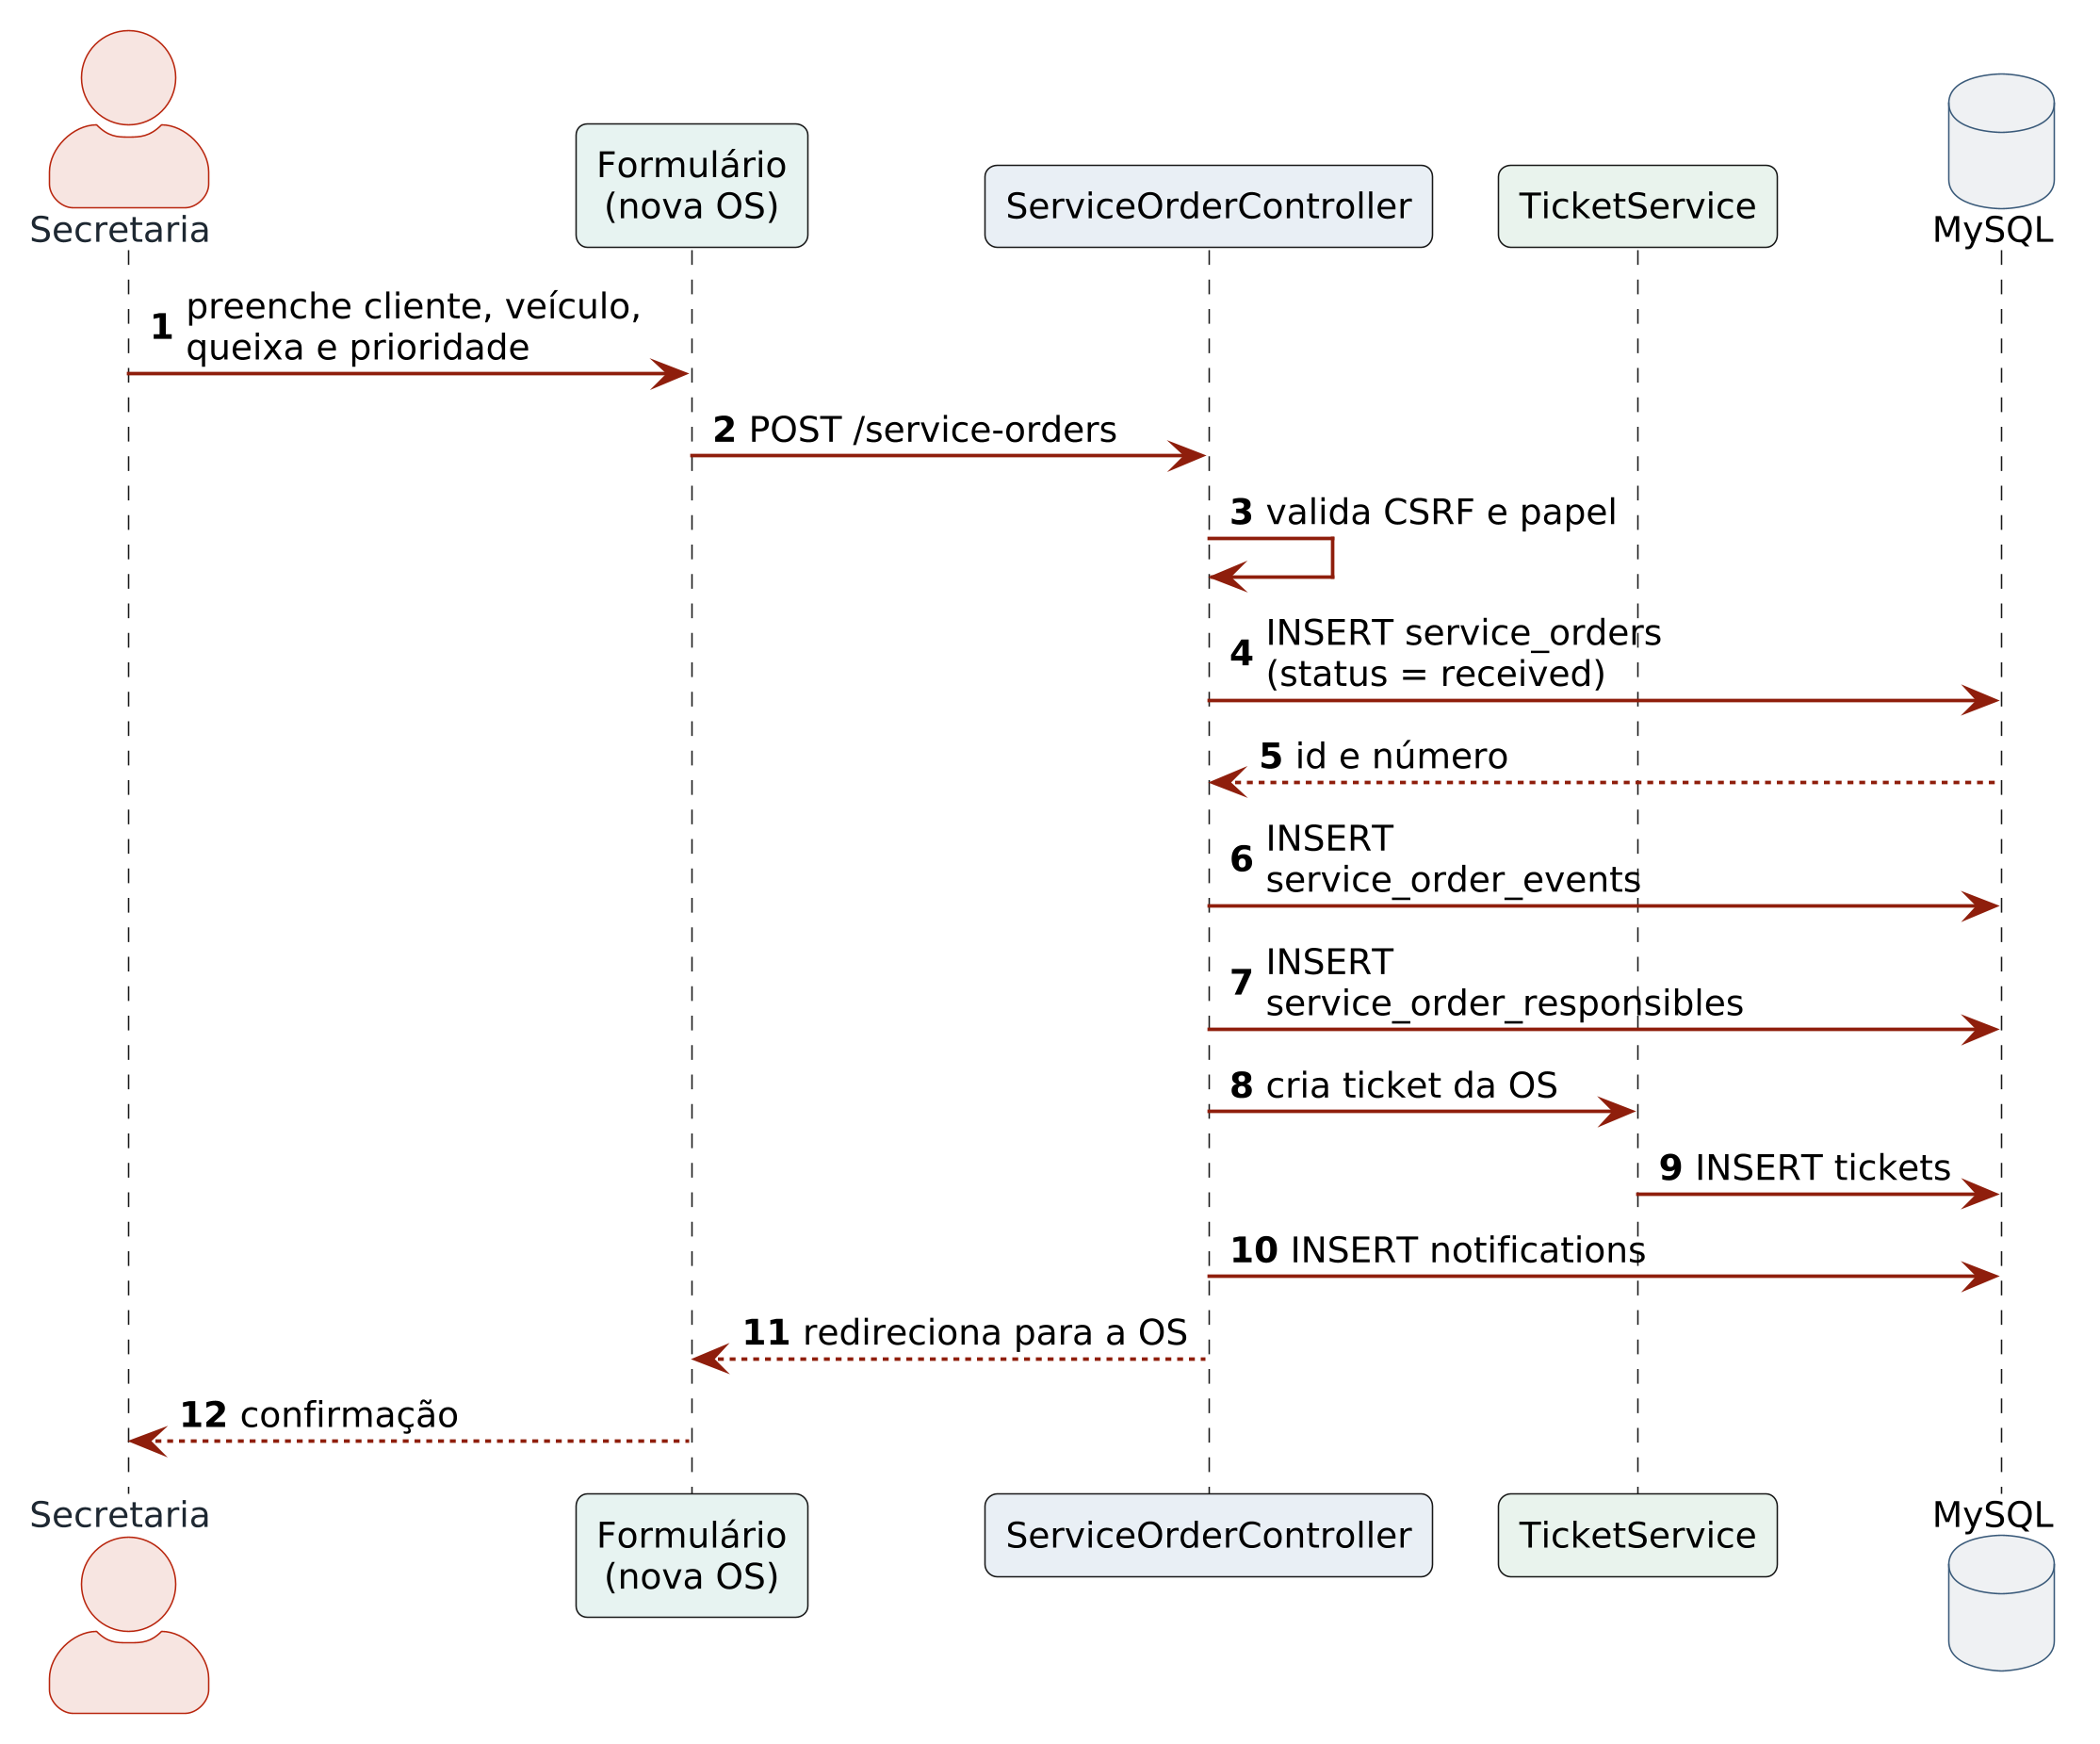 Secretaria
Formulário
(nova OS)
ServiceOrderController
TicketService
MySQL
1 preenche cliente, veículo,
queixa e prioridade
2 POST /service-orders
3 valida CSRF e papel
4 INSERT service_orders
(status = received)
5 id e número
6 INSERT
service_order_events
7 INSERT
service_order_responsibles
8 cria ticket da OS
9 INSERT tickets
10 INSERT notifications
11 redireciona para a OS
12 confirmação
Secretaria
Formulário
(nova OS)
ServiceOrderController
TicketService
MySQL